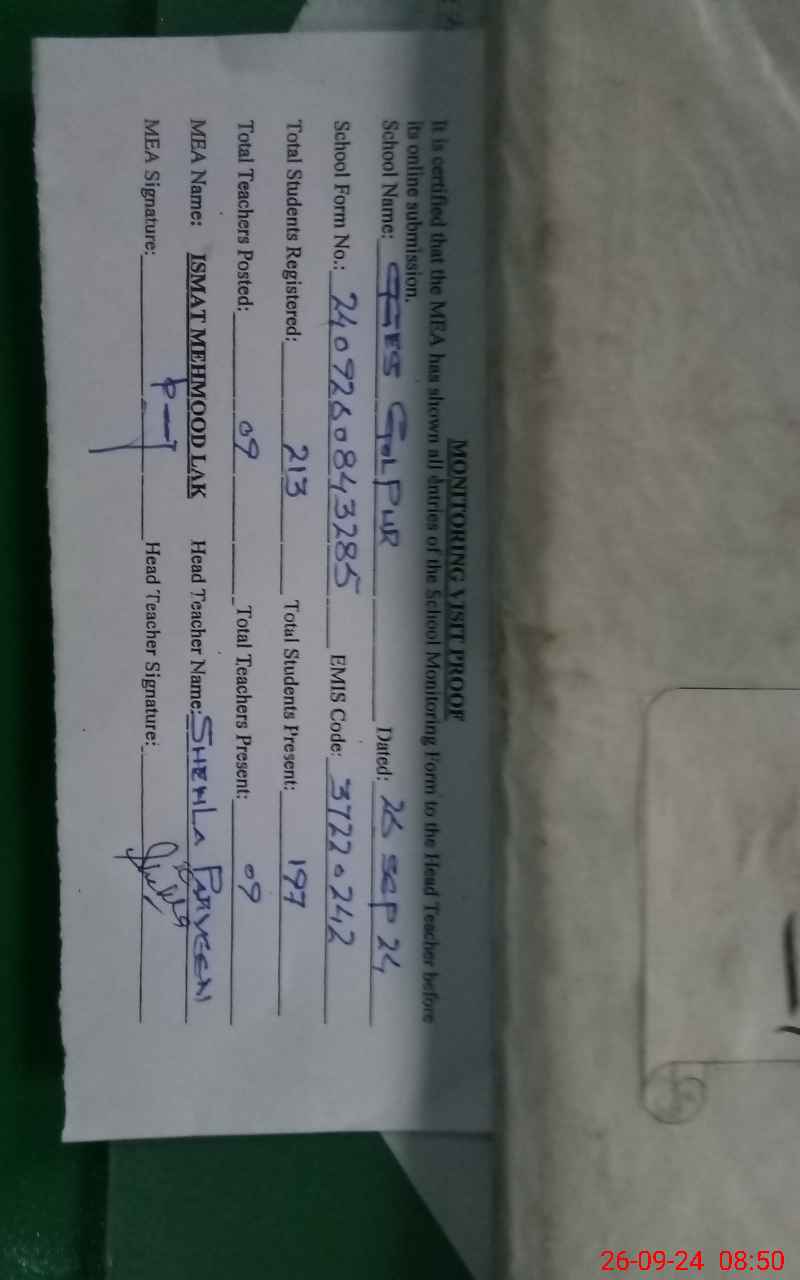 MONITORING VISIT PROOF
It is certified that the MEA has shown all entries of the School Monitoring Form to the Head Teacher before
its online submission.
School Name: GGES GOLPUR Dated: 26 SEP 24
School Form No.: 2409260843285 EMIS Code: 37220242
Total Students Registered: 213 Total Students Present: 197
Total Teachers Posted: 09 Total Teachers Present: 09
MEA Name: ISMAT MEHMOOD LAK Head Teacher Name: SHEHLA PARVEEN
MEA Signature: Head Teacher Signature:
26-09-24 08:50